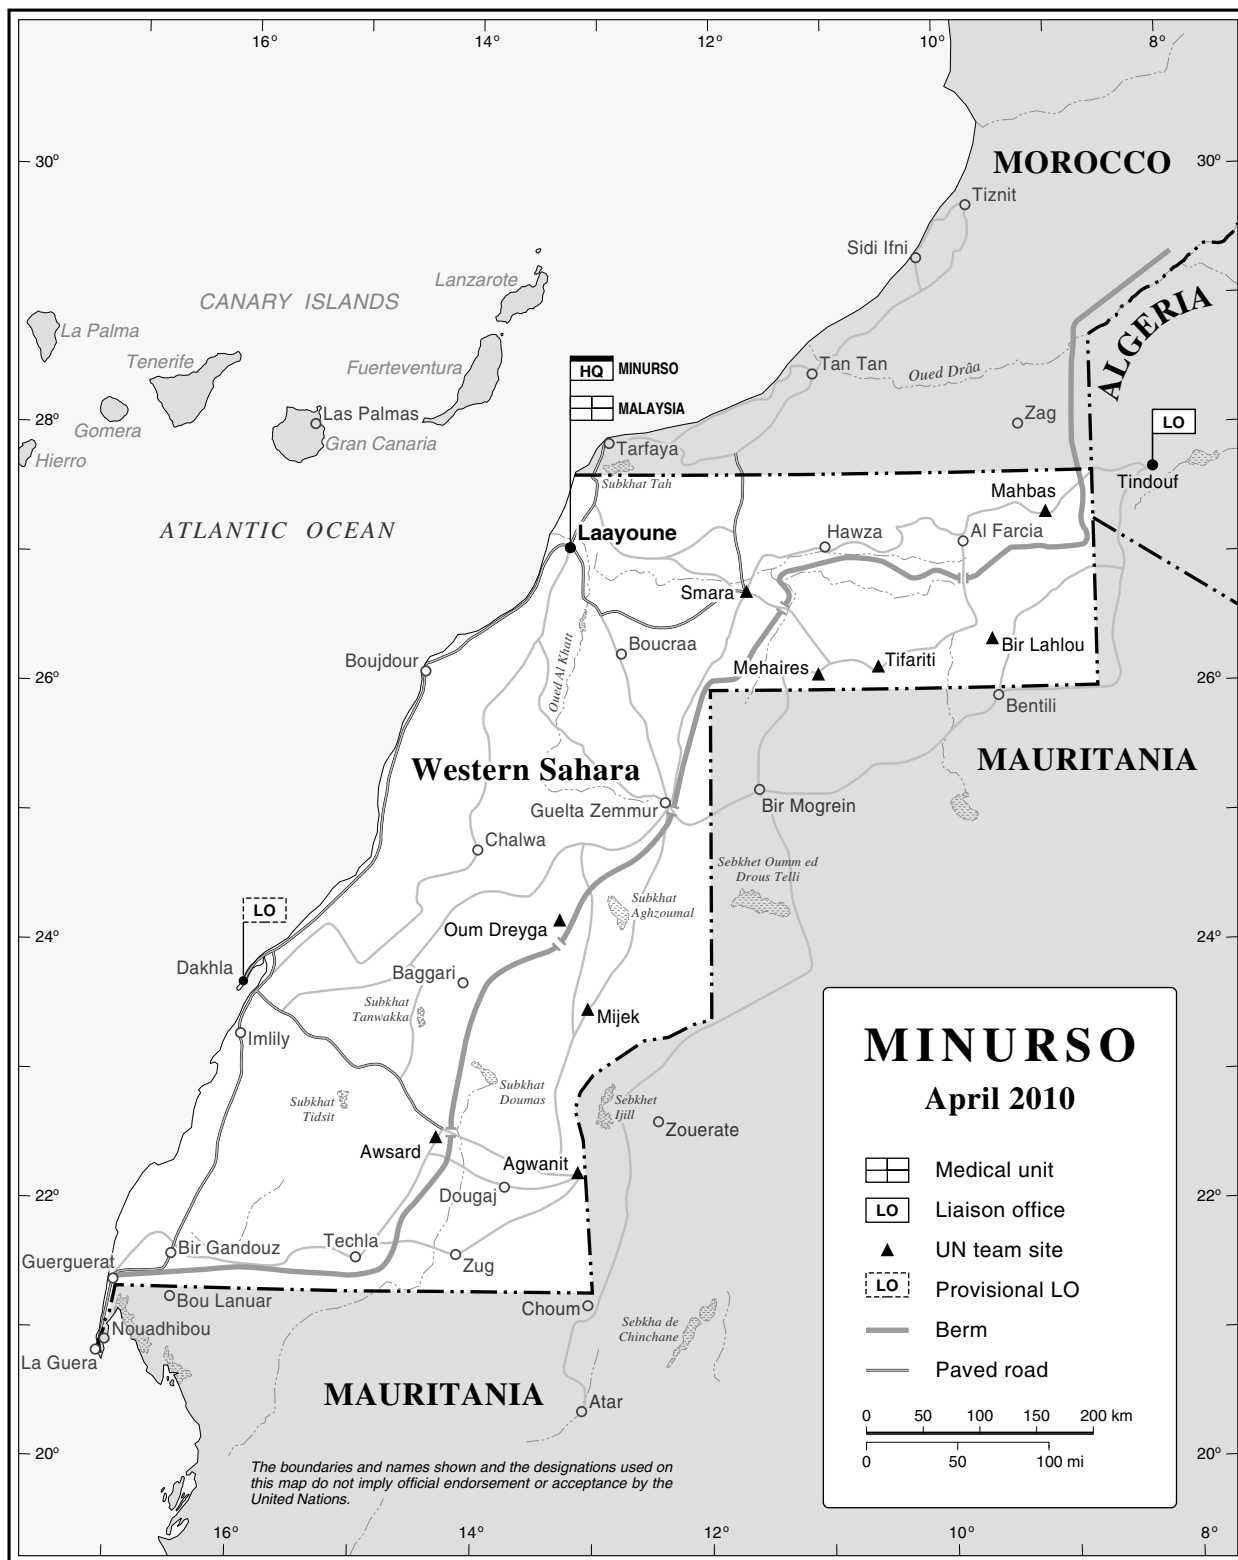 16°
14°
12°
10°
8°
30°
30°
MOROCCO
Tiznit
Sidi Ifni
Lanzarote
CANARY ISLANDS
La Palma
Tenerife
Fuerteventura
ALGERIA
HQ
MINURSO
MALAYSIA
Tan Tan
Oued Drâa
28°
Las Palmas
Gomera
Gran Canaria
Hierro
Zag
LO
Tarfaya
Subkhat Tah
Tindouf
Mahbas
ATLANTIC OCEAN
Laayoune
Hawza
Al Farcia
Smara
Oued Al Khatt
Boucraa
Boujdour
Mehaires
Tifariti
Bir Lahlou
26°
26°
Bentili
Western Sahara
MAURITANIA
Guelta Zemmur
Bir Mogrein
Chalwa
Sebkhet Oumm ed
Drous Telli
Subkhat
Aghzoumal
LO
Oum Dreyga
24°
24°
Dakhla
Baggari
Subkhat
Tanwakka
Mijek
Imlily
Subkhat
Tidsit
Subkhat
Doumas
Sebkhet
Ijill
Zouerate
Awsard
Agwanit
Dougaj
22°
22°
Techla
Bir Gandouz
Guerguerat
Zug
Bou Lanuar
Choum
Nouadhibou
La Guera
Sebkha de
Chinchane
MAURITANIA
Atar
20°
20°
The boundaries and names shown and the designations used on
this map do not imply official endorsement or acceptance by the
United Nations.
MINURSO
April 2010
Medical unit
LO Liaison office
UN team site
LO Provisional LO
Berm
Paved road
0 50 100 150 200 km
0 50 100 mi
16°
14°
12°
10°
8°